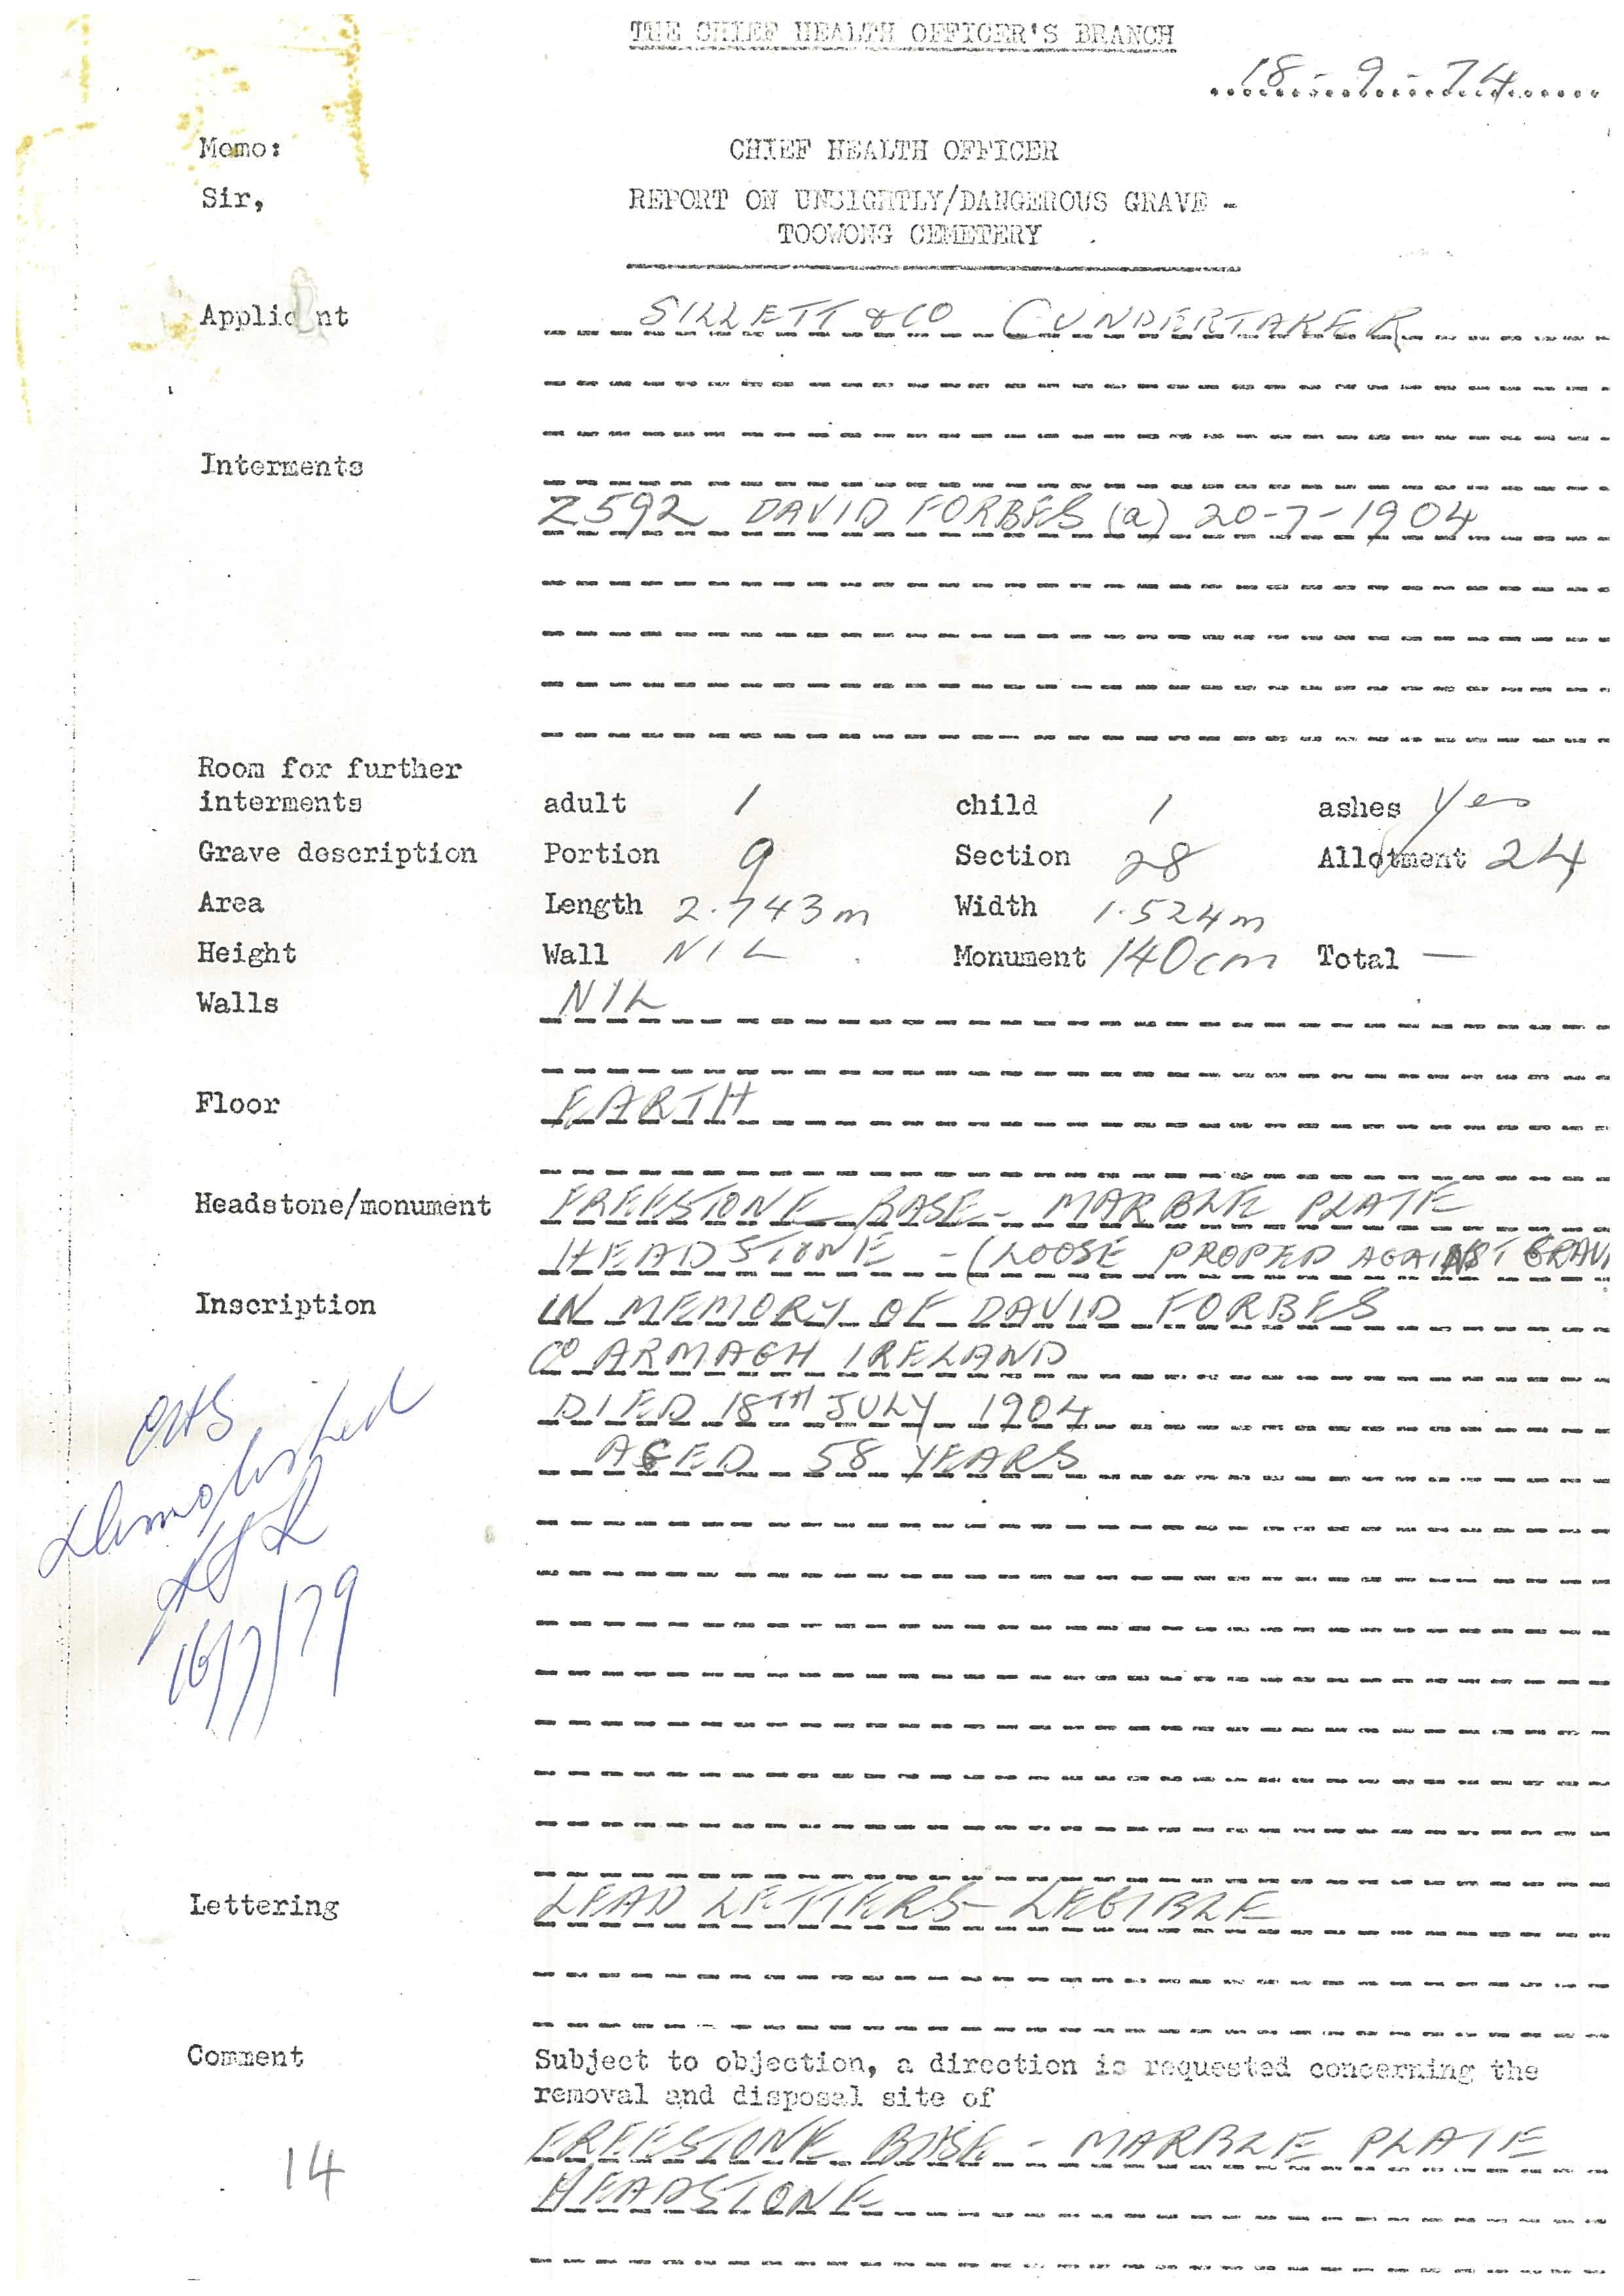 THE CHIEF HEALTH OFFICER'S BRANCH
18-9-74
Memo: CHIEF HEALTH OFFICER
Sir, REPORT ON UNSIGHTLY/DANGEROUS GRAVE -
TOOWONG CEMETERY
Applicant SILLETT & CO (UNDERTAKER
Interments
Z592 DAVID FORBES (a) 20-7-1904
Room for further
interments adult 1 child 1 ashes Yes
Grave description Portion 9 Section 28 Allotment 24
Area Length 2.743m Width 1.524m
Height Wall NIL Monument 140cm Total —
Walls NIL
Floor EARTH
Headstone/monument FREESTONE BASE - MARBLE PLATE
HEADSTONE - (LOOSE PROPED AGAINST GRAV
Inscription IN MEMORY OF DAVID FORBES
CO ARMAGH IRELAND
DIED 18TH JULY 1904
AGED 58 YEARS
Demolished
16/7/79
Lettering LEAD LETTERS - LEGIBLE
Comment Subject to objection, a direction is requested concerning the
removal and disposal site of
FREESTONE BASE - MARBLE PLATE
14
HEADSTONE